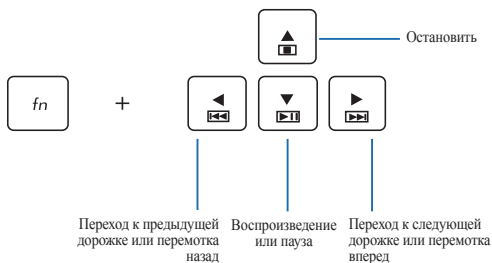 Остановить
fn
+
Переход к предыдущей
дорожке или перемотка
назад
Воспроизведение
или пауза
Переход к следующей
дорожке или перемотка
вперед